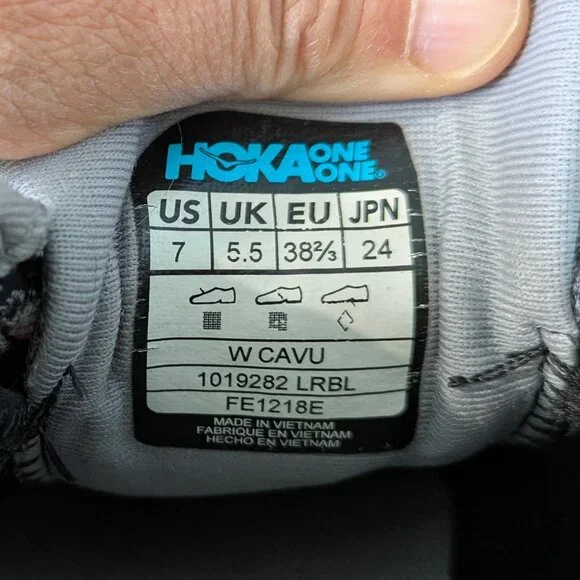 HOKA ONE ONE®
US UK EU JPN
7 5.5 38⅔ 24
W CAVU
1019282 LRBL
FE1218E
MADE IN VIETNAM
FABRIQUE EN VIETNAM
HECHO EN VIETNAM